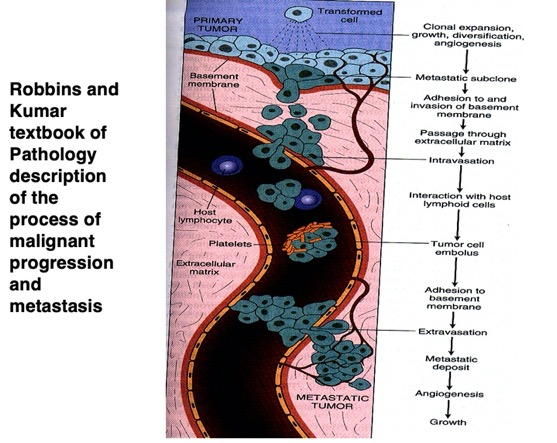 Robbins and
Kumar
textbook of
Pathology
description
of the
process of
malignant
progression
and
metastasis
PRIMARY
TUMOR
Transformed
cell
Basement
membrane
Host
lymphocyte
Platelets
Extracellular
matrix
METASTATIC
TUMOR
Clonal expansion,
growth, diversification,
angiogenesis
Metastatic subclone
Adhesion to and
invasion of basement
membrane
Passage through
extracellular matrix
Intravasation
Interaction with host
lymphoid cells
Tumor cell
embolus
Adhesion to
basement
membrane
Extravasation
Metastatic
deposit
Angiogenesis
Growth